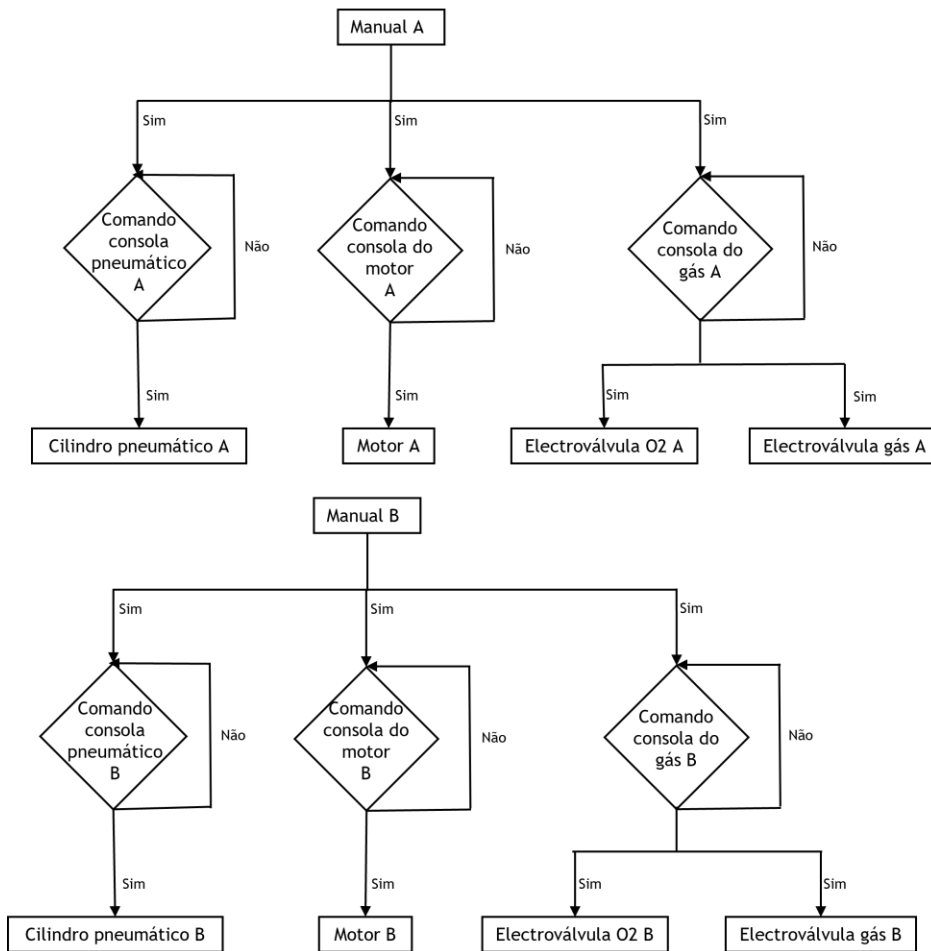 Manual A
Sim
Sim
Sim
Comando
consola
pneumático
A
Não
Comando
consola do
motor
A
Não
Comando
consola do
gás A
Não
Sim
Sim
Sim
Sim
Cilindro pneumático A
Motor A
Electroválvula O2 A
Electroválvula gás A
Manual B
Sim
Sim
Sim
Comando
consola
pneumático
B
Não
Comando
consola do
motor
B
Não
Comando
consola do
gás B
Não
Sim
Sim
Sim
Sim
Cilindro pneumático B
Motor B
Electroválvula O2 B
Electroválvula gás B